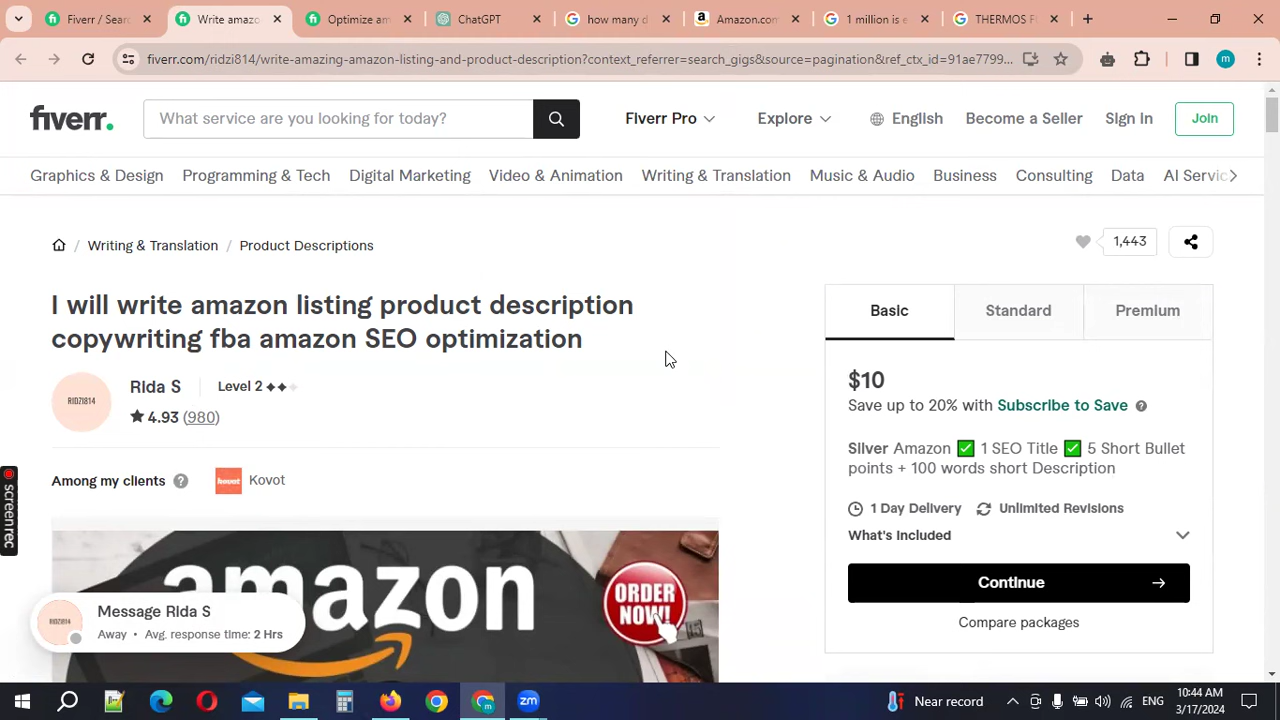 Fiverr / Sear
Write amazo
Optimize am
ChatGPT
how many d
Amazon.com
1 million is e
THERMOS F
fiverr.com/ridzi814/write-amazing-amazon-listing-and-product-description?context_referrer=search_gigs&source=pagination&ref_ctx_id=91ae7799...
m
fiverr.
What service are you looking for today?
Fiverr Pro
Explore
English
Become a Seller
Sign In
Join
Graphics & Design
Programming & Tech
Digital Marketing
Video & Animation
Writing & Translation
Music & Audio
Business
Consulting
Data
AI Servic
/ Writing & Translation / Product Descriptions
1,443
I will write amazon listing product description
copywriting fba amazon SEO optimization
RIDZI814
Rida S
Level 2
4.93 (980)
Among my clients
kovot
Kovot
Basic
Standard
Premium
$10
Save up to 20% with Subscribe to Save
Silver Amazon ✅ 1 SEO Title ✅ 5 Short Bullet
points + 100 words short Description
1 Day Delivery
Unlimited Revisions
What's Included
Continue
Compare packages
amazon
ORDER
NOW!
RIDZI814
Message Rida S
Away • Avg. response time: 2 Hrs
screen rec
Near record
ENG
10:44 AM
3/17/2024
zm